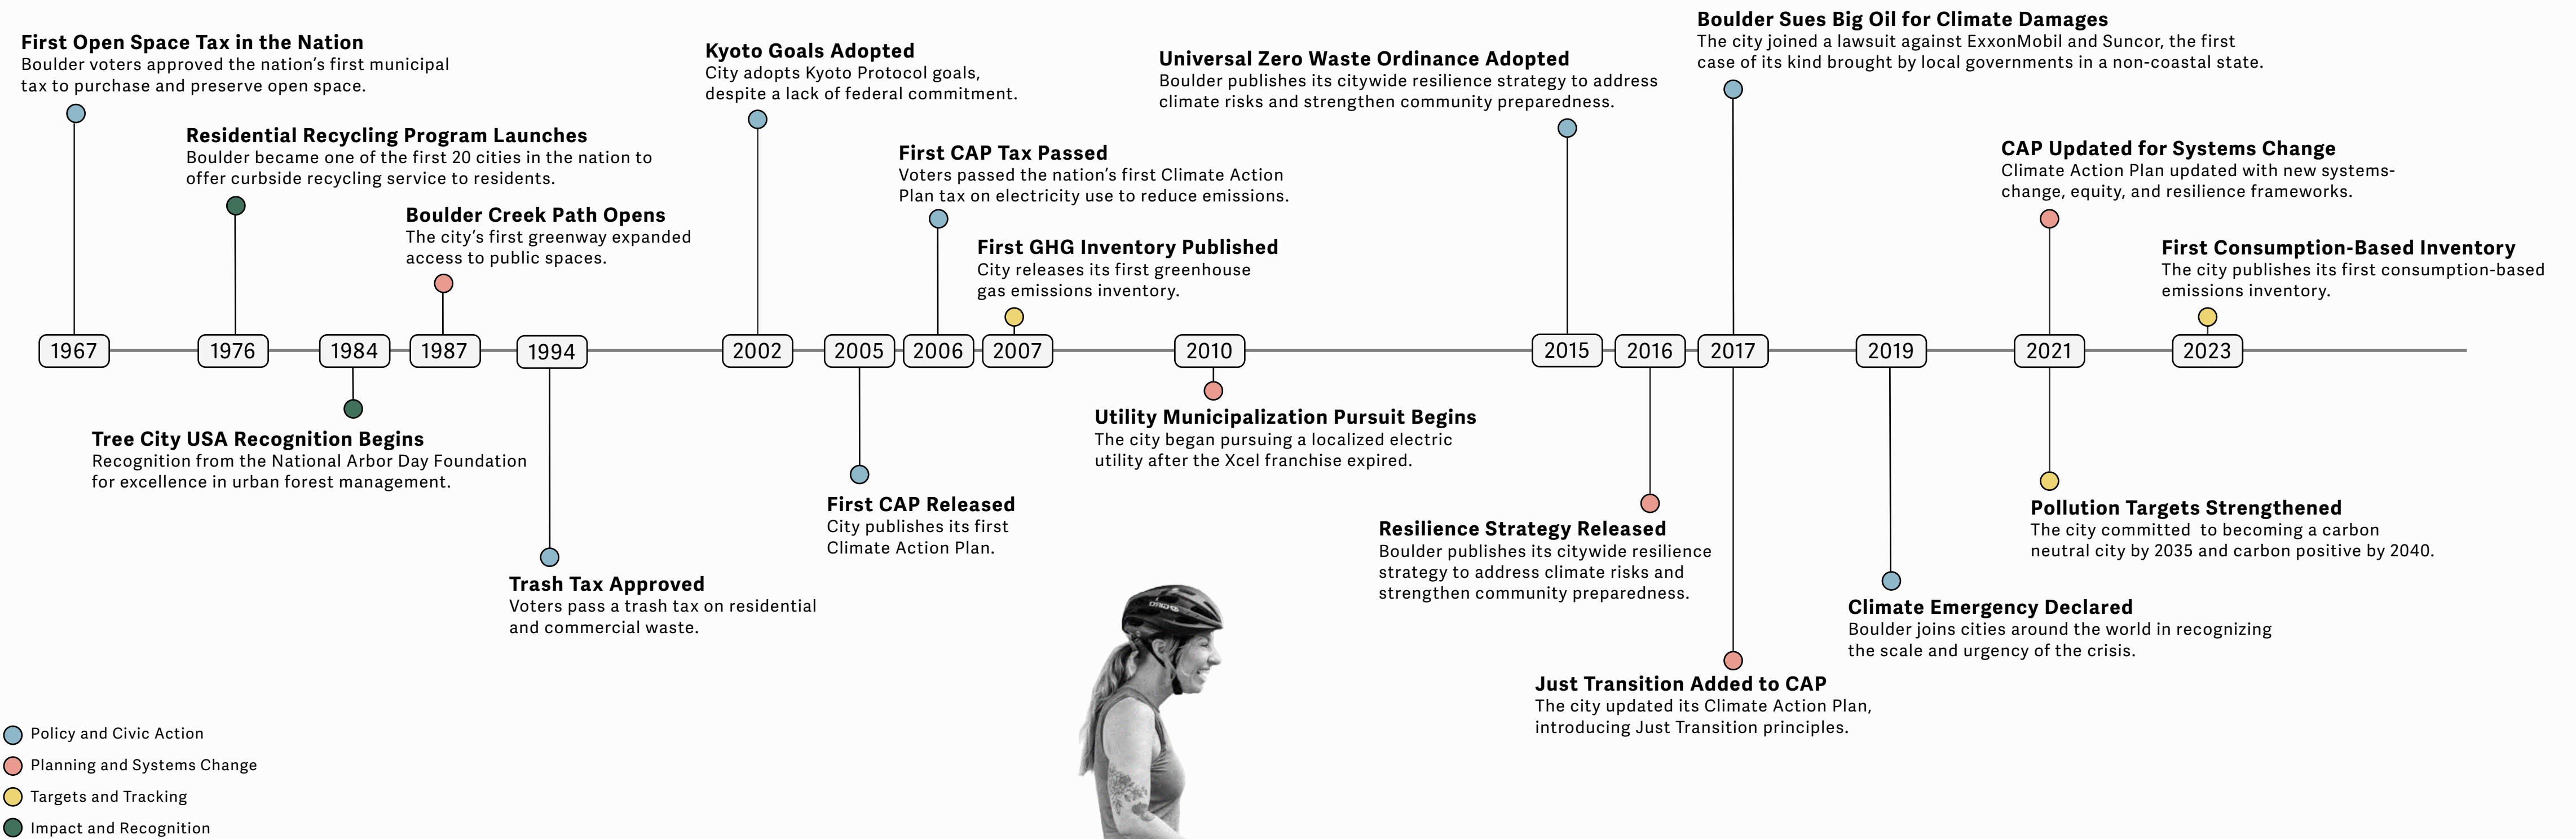 First Open Space Tax in the Nation
Boulder voters approved the nation's first municipal
tax to purchase and preserve open space.
Residential Recycling Program Launches
Boulder became one of the first 20 cities in the nation to
offer curbside recycling service to residents.
Boulder Creek Path Opens
The city's first greenway expanded
access to public spaces.
Kyoto Goals Adopted
City adopts Kyoto Protocol goals,
despite a lack of federal commitment.
First CAP Tax Passed
Voters passed the nation's first Climate Action
Plan tax on electricity use to reduce emissions.
First GHG Inventory Published
City releases its first greenhouse
gas emissions inventory.
Universal Zero Waste Ordinance Adopted
Boulder publishes its citywide resilience strategy to address
climate risks and strengthen community preparedness.
Boulder Sues Big Oil for Climate Damages
The city joined a lawsuit against ExxonMobil and Suncor, the first
case of its kind brought by local governments in a non-coastal state.
CAP Updated for Systems Change
Climate Action Plan updated with new systems-
change, equity, and resilience frameworks.
First Consumption-Based Inventory
The city publishes its first consumption-based
emissions inventory.
1967
1976
1984
1987
1994
2002
2005
2006
2007
2010
2015
2016
2017
2019
2021
2023
Tree City USA Recognition Begins
Recognition from the National Arbor Day Foundation
for excellence in urban forest management.
Trash Tax Approved
Voters pass a trash tax on residential
and commercial waste.
First CAP Released
City publishes its first
Climate Action Plan.
Utility Municipalization Pursuit Begins
The city began pursuing a localized electric
utility after the Xcel franchise expired.
Resilience Strategy Released
Boulder publishes its citywide resilience
strategy to address climate risks and
strengthen community preparedness.
Just Transition Added to CAP
The city updated its Climate Action Plan,
introducing Just Transition principles.
Climate Emergency Declared
Boulder joins cities around the world in recognizing
the scale and urgency of the crisis.
Pollution Targets Strengthened
The city committed  to becoming a carbon
neutral city by 2035 and carbon positive by 2040.
Policy and Civic Action
Planning and Systems Change
Targets and Tracking
Impact and Recognition